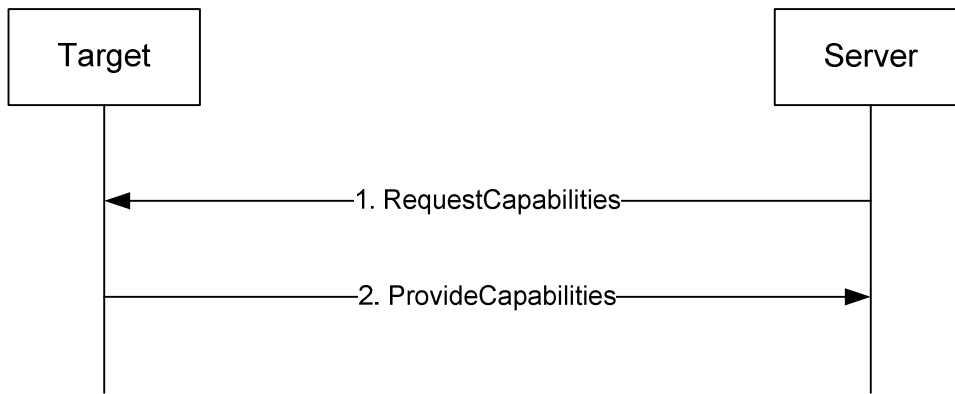 Target
Server
1. RequestCapabilities
2. ProvideCapabilities